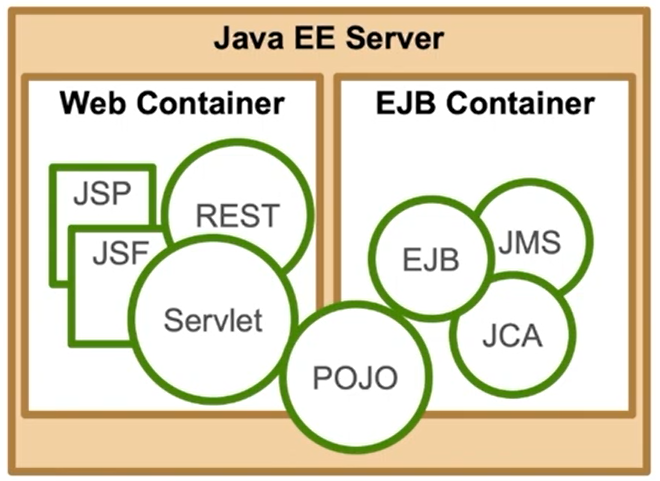 Java EE Server
Web Container
EJB Container
JSP
REST
JSF
Servlet
EJB
JMS
JCA
POJO